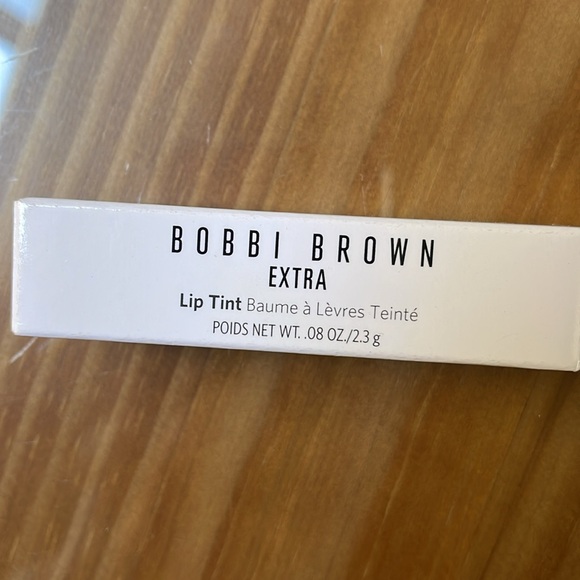 BOBBI BROWN
EXTRA
Lip Tint Baume à Lèvres Teinté
POIDS NET WT. .08 OZ./2.3 g